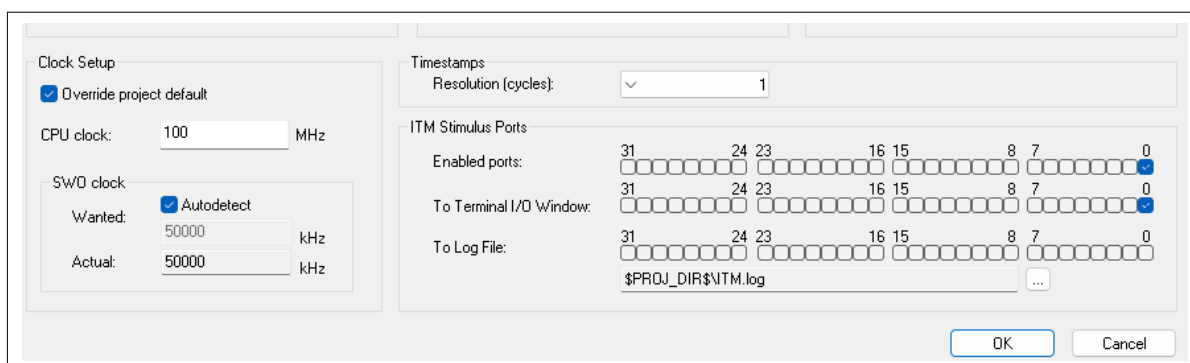 Clock Setup
Override project default
CPU clock: 100 MHz
SWO clock
Wanted: Autodetect
50000 kHz
Actual: 50000 kHz
Timestamps
Resolution (cycles): 1
ITM Stimulus Ports
31 24 23 16 15 8 7 0
Enabled ports:
31 24 23 16 15 8 7 0
To Terminal I/O Window:
31 24 23 16 15 8 7 0
To Log File:
$PROJ_DIR$\ITM.log ...
OK Cancel